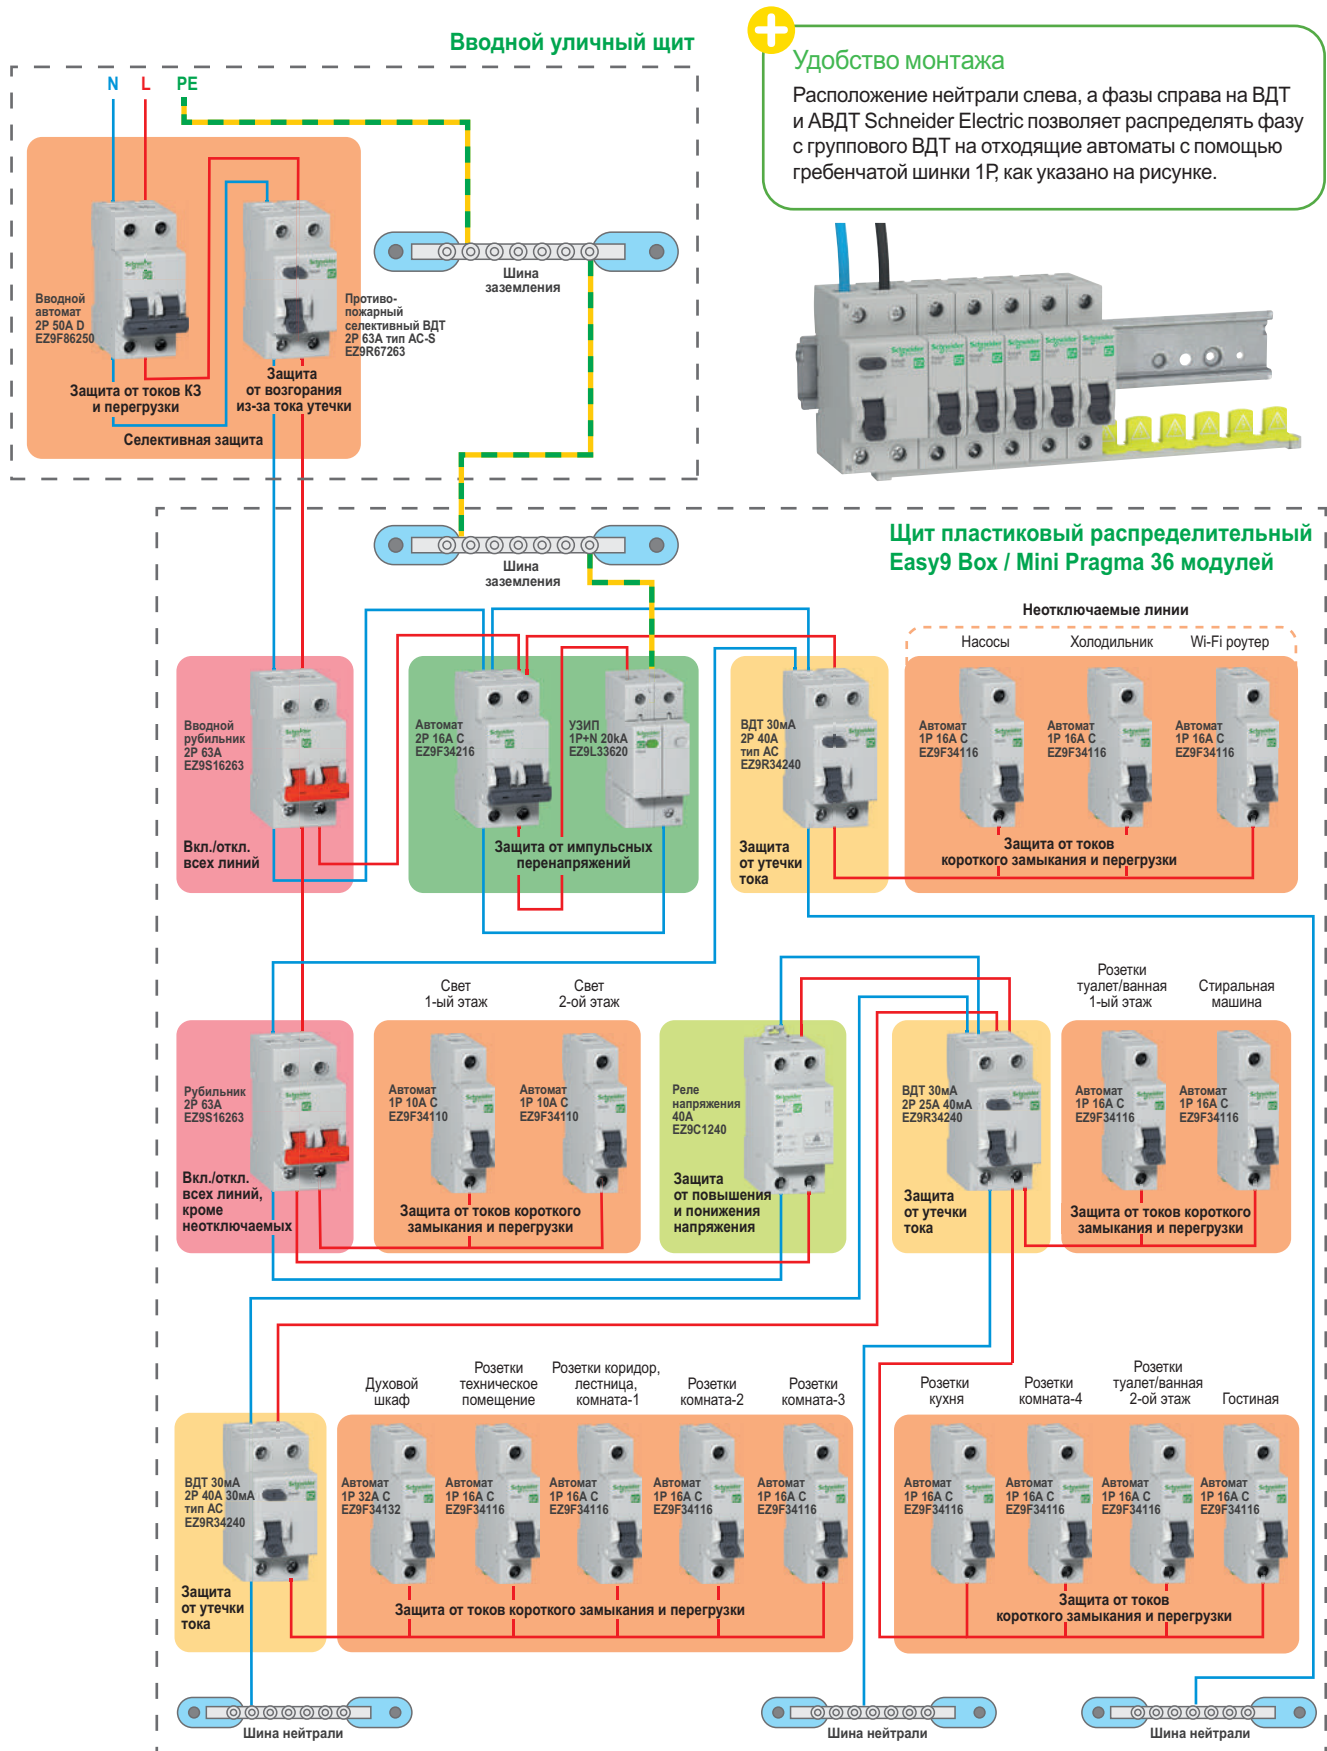 Вводной уличный щит
N L PE
Удобство монтажа
Расположение нейтрали слева, а фазы справа на ВДТ
и АВДТ Schneider Electric позволяет распределять фазу
с группового ВДТ на отходящие автоматы с помощью
гребенчатой шинки 1P, как указано на рисунке.
Вводной
автомат
2P 50A D
EZ9F86250
Противо-
пожарный
селективный ВДТ
2P 63A тип AC-S
EZ9R67263
Защита от токов КЗ
и перегрузки
Защита
от возгорания
из-за тока утечки
Селективная защита
Шина
заземления
Щит пластиковый распределительный
Easy9 Box / Mini Pragma 36 модулей
Шина
заземления
Неотключаемые линии
Насосы
Холодильник
Wi-Fi роутер
Вводной
рубильник
2P 63A
EZ9S16263
Вкл./откл.
всех линий
Автомат
2P 16A C
EZ9F34216
УЗИП
1P+N 20kA
EZ9L33620
Защита от импульсных
перенапряжений
ВДТ 30мА
2P 40A
тип AC
EZ9R34240
Защита
от утечки
тока
Автомат
1P 16A C
EZ9F34116
Автомат
1P 16A C
EZ9F34116
Автомат
1P 16A C
EZ9F34116
Защита от токов
короткого замыкания и перегрузки
Свет
1-ый этаж
Свет
2-ой этаж
Розетки
туалет/ванная
1-ый этаж
Стиральная
машина
Рубильник
2P 63A
EZ9S16263
Вкл./откл.
всех линий,
кроме
неотключаемых
Автомат
1P 10A C
EZ9F34110
Автомат
1P 10A C
EZ9F34110
Защита от токов короткого
замыкания и перегрузки
Реле
напряжения
40A
EZ9C1240
Защита
от повышения
и понижения
напряжения
ВДТ 30мА
2P 25A 40мА
EZ9R34240
Защита
от утечки
тока
Автомат
1P 16A C
EZ9F34116
Автомат
1P 16A C
EZ9F34116
Защита от токов короткого
замыкания и перегрузки
Духовой
шкаф
Розетки
техническое
помещение
Розетки коридор,
лестница,
комната-1
Розетки
комната-2
Розетки
комната-3
Розетки
кухня
Розетки
комната-4
Розетки
туалет/ванная
2-ой этаж
Гостиная
ВДТ 30мА
2P 40A 30мА
тип AC
EZ9R34240
Защита
от утечки
тока
Автомат
1P 32A C
EZ9F34132
Автомат
1P 16A C
EZ9F34116
Автомат
1P 16A C
EZ9F34116
Автомат
1P 16A C
EZ9F34116
Автомат
1P 16A C
EZ9F34116
Защита от токов короткого замыкания и перегрузки
Автомат
1P 16A C
EZ9F34116
Автомат
1P 16A C
EZ9F34116
Автомат
1P 16A C
EZ9F34116
Автомат
1P 16A C
EZ9F34116
Защита от токов
короткого замыкания и перегрузки
Шина нейтрали
Шина нейтрали
Шина нейтрали